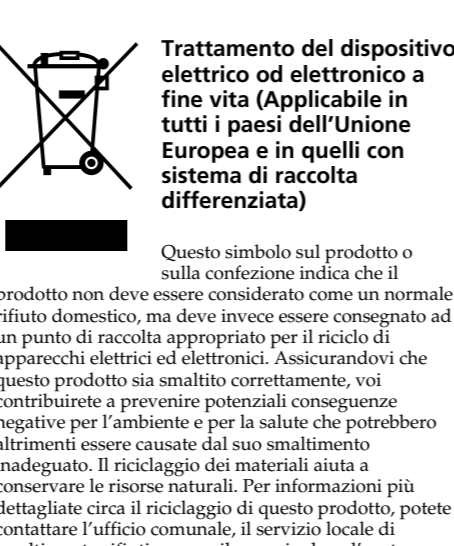 Trattamento del dispositivo
elettrico od elettronico a
fine vita (Applicabile in
tutti i paesi dell’Unione
Europea e in quelli con
sistema di raccolta
differenziata)
Questo simbolo sul prodotto o
sulla confezione indica che il
prodotto non deve essere considerato come un normale
rifiuto domestico, ma deve invece essere consegnato ad
un punto di raccolta appropriato per il riciclo di
apparecchi elettrici ed elettronici. Assicurandovi che
questo prodotto sia smaltito correttamente, voi
contribuirete a prevenire potenziali conseguenze
negative per l’ambiente e per la salute che potrebbero
altrimenti essere causate dal suo smaltimento
inadeguato. Il riciclaggio dei materiali aiuta a
conservare le risorse naturali. Per informazioni più
dettagliate circa il riciclaggio di questo prodotto, potete
contattare l’ufficio comunale, il servizio locale di